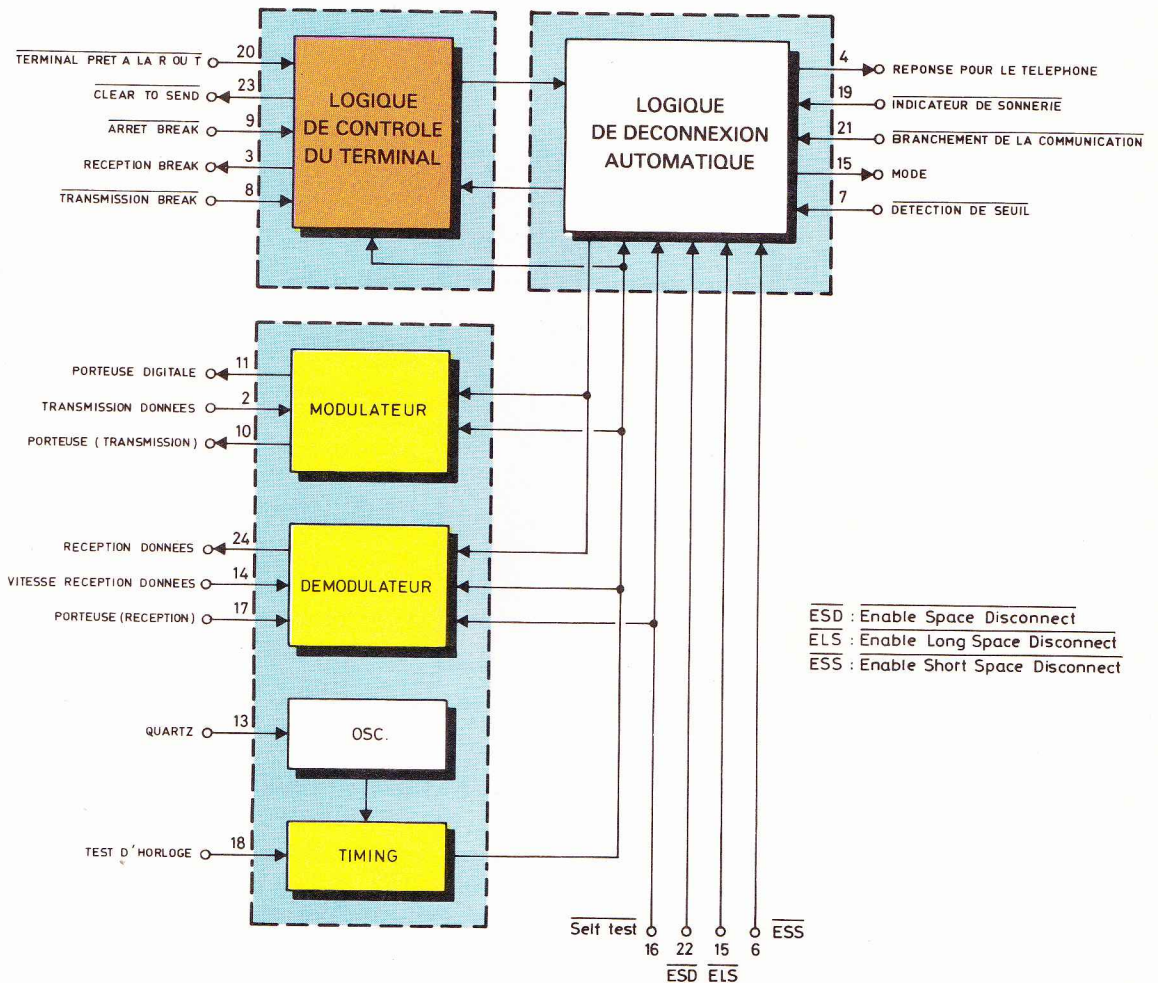 TERMINAL PRET A LA R OU T 20
CLEAR TO SEND 23
ARRET BREAK 9
RECEPTION BREAK 3
TRANSMISSION BREAK 8
LOGIQUE
DE CONTROLE
DU TERMINAL
LOGIQUE
DE DECONNEXION
AUTOMATIQUE
4 REPONSE POUR LE TELEPHONE
19 INDICATEUR DE SONNERIE
21 BRANCHEMENT DE LA COMMUNICATION
15 MODE
7 DETECTION DE SEUIL
PORTEUSE DIGITALE 11
TRANSMISSION DONNEES 2
PORTEUSE (TRANSMISSION) 10
MODULATEUR
RECEPTION DONNEES 24
VITESSE RECEPTION DONNEES 14
PORTEUSE (RECEPTION) 17
DEMODULATEUR
ESD : Enable Space Disconnect
ELS : Enable Long Space Disconnect
ESS : Enable Short Space Disconnect
QUARTZ 13
OSC.
TEST D'HORLOGE 18
TIMING
Self test ESS
16 22 15 6
ESD ELS